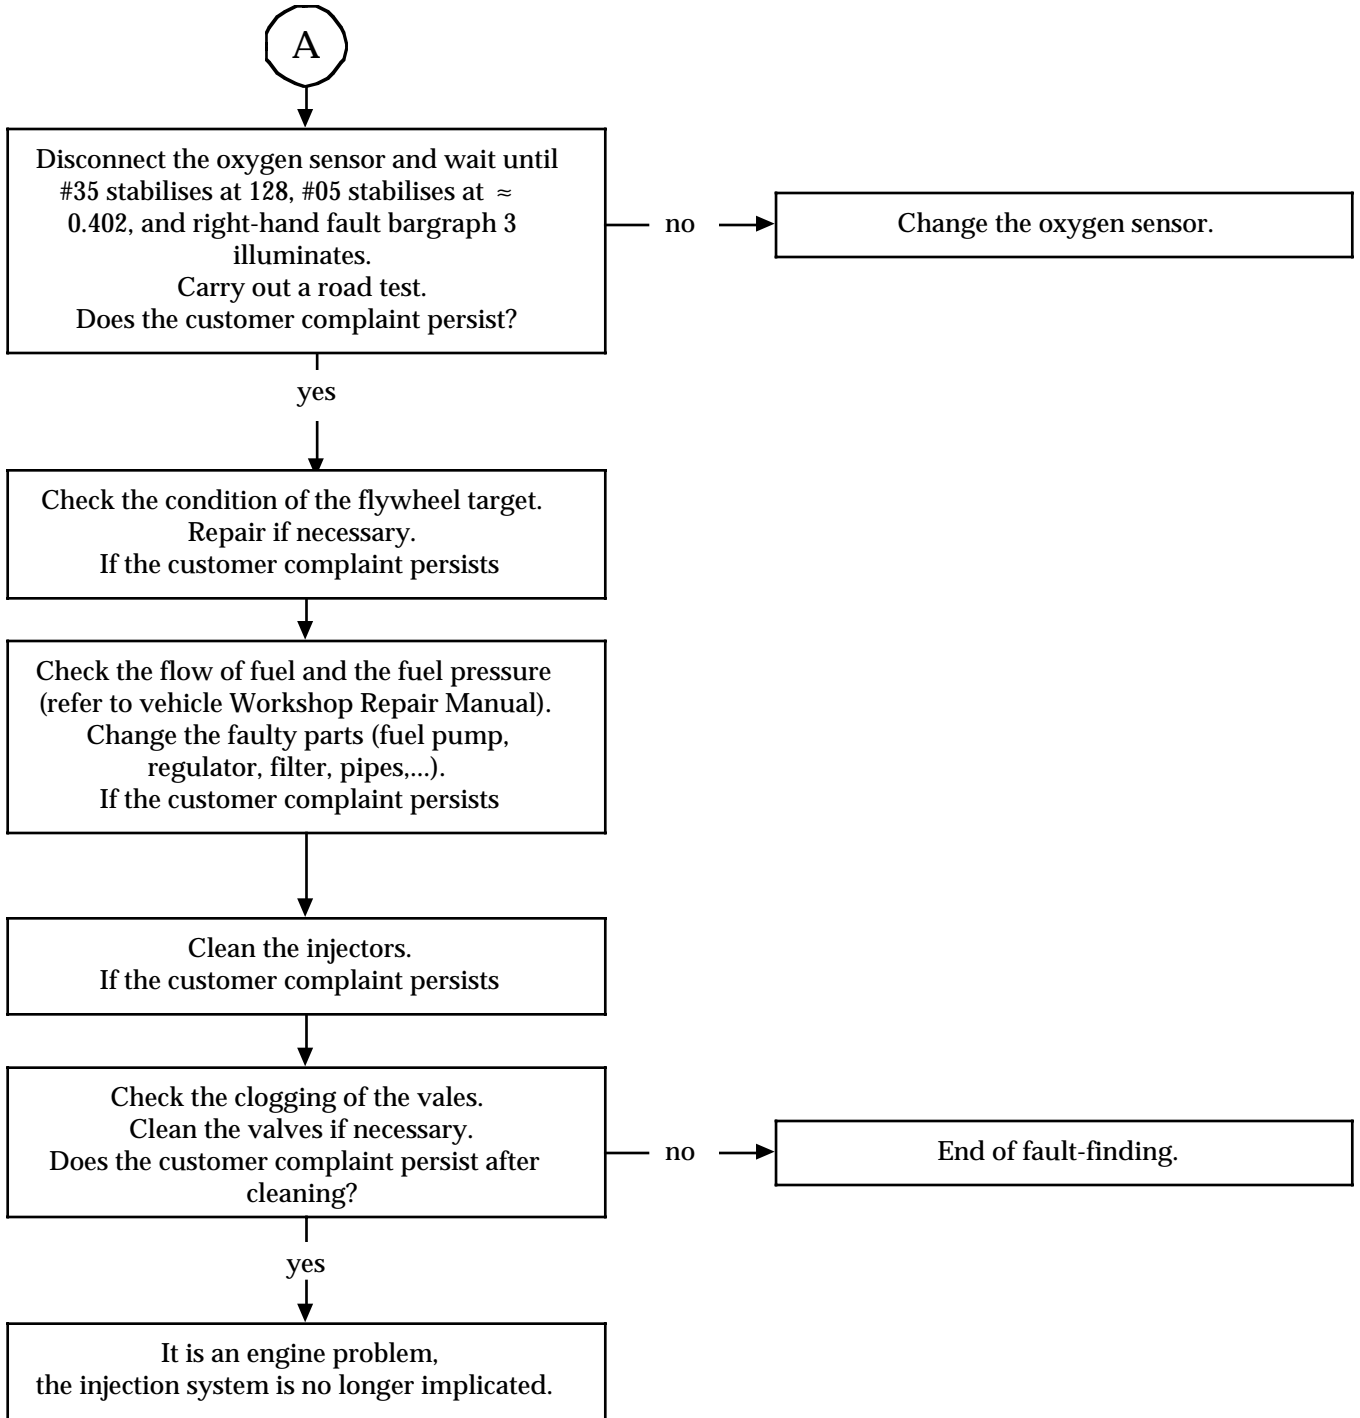 A
Disconnect the oxygen sensor and wait until
#35 stabilises at 128, #05 stabilises at ≈
0.402, and right-hand fault bargraph 3
illuminates.
Carry out a road test.
Does the customer complaint persist?
no
Change the oxygen sensor.
yes
Check the condition of the flywheel target.
Repair if necessary.
If the customer complaint persists
Check the flow of fuel and the fuel pressure
(refer to vehicle Workshop Repair Manual).
Change the faulty parts (fuel pump,
regulator, filter, pipes,...).
If the customer complaint persists
Clean the injectors.
If the customer complaint persists
Check the clogging of the vales.
Clean the valves if necessary.
Does the customer complaint persist after
cleaning?
no
End of fault-finding.
yes
It is an engine problem,
the injection system is no longer implicated.